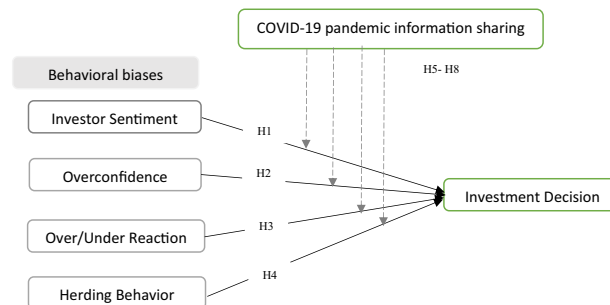 COVID-19 pandemic information sharing
H5- H8
Behavioral biases
Investor Sentiment
H1
Overconfidence
H2
Investment Decision
Over/Under Reaction
H3
H4
Herding Behavior